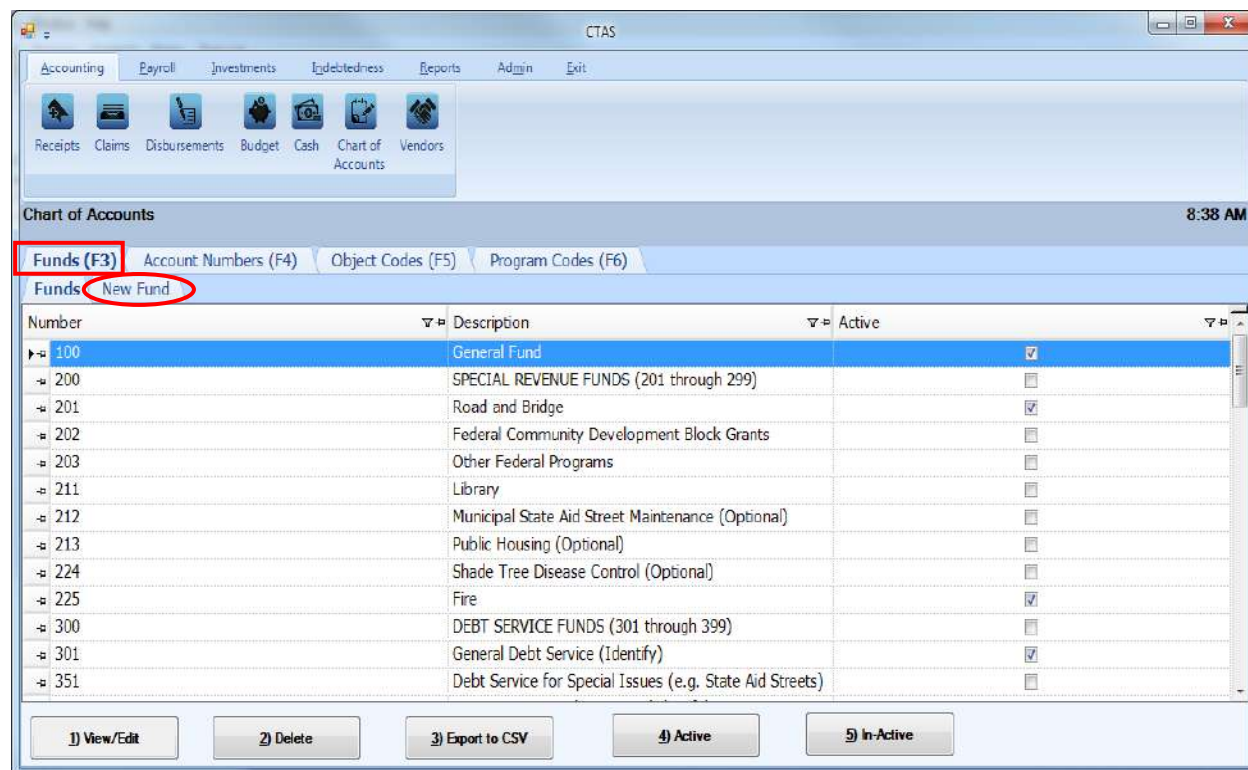 CTAS
Accounting Payroll Investments Indebtedness Reports Admin Exit
Receipts Claims Disbursements Budget Cash Chart of Accounts Vendors
Chart of Accounts 8:38 AM
Funds (F3) Account Numbers (F4) Object Codes (F5) Program Codes (F6)
Funds New Fund
Number Description Active
100 General Fund
200 SPECIAL REVENUE FUNDS (201 through 299)
201 Road and Bridge
202 Federal Community Development Block Grants
203 Other Federal Programs
211 Library
212 Municipal State Aid Street Maintenance (Optional)
213 Public Housing (Optional)
224 Shade Tree Disease Control (Optional)
225 Fire
300 DEBT SERVICE FUNDS (301 through 399)
301 General Debt Service (Identify)
351 Debt Service for Special Issues (e.g. State Aid Streets)
1) View/Edit 2) Delete 3) Export to CSV 4) Active 5) In-Active